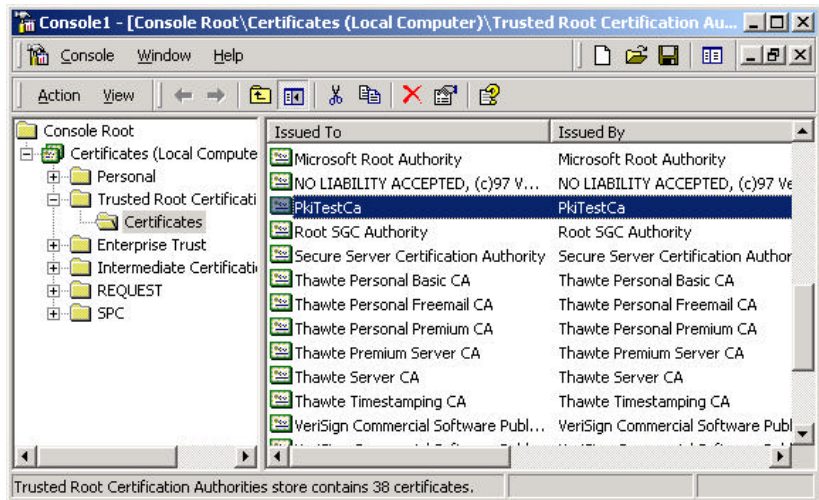 Console1 - [Console Root\Certificates (Local Computer)\Trusted Root Certification Au...
Console Window Help
Action View
Console Root
Certificates (Local Compute
Personal
Trusted Root Certificati
Certificates
Enterprise Trust
Intermediate Certificati
REQUEST
SPC
Issued To Issued By
Microsoft Root Authority Microsoft Root Authority
NO LIABILITY ACCEPTED, (c)97 V... NO LIABILITY ACCEPTED, (c)97 Ve
PkiTestCa PkiTestCa
Root SGC Authority Root SGC Authority
Secure Server Certification Authority Secure Server Certification Author
Thawte Personal Basic CA Thawte Personal Basic CA
Thawte Personal Freemail CA Thawte Personal Freemail CA
Thawte Personal Premium CA Thawte Personal Premium CA
Thawte Premium Server CA Thawte Premium Server CA
Thawte Server CA Thawte Server CA
Thawte Timestamping CA Thawte Timestamping CA
VeriSign Commercial Software Publ... VeriSign Commercial Software Publ
Trusted Root Certification Authorities store contains 38 certificates.